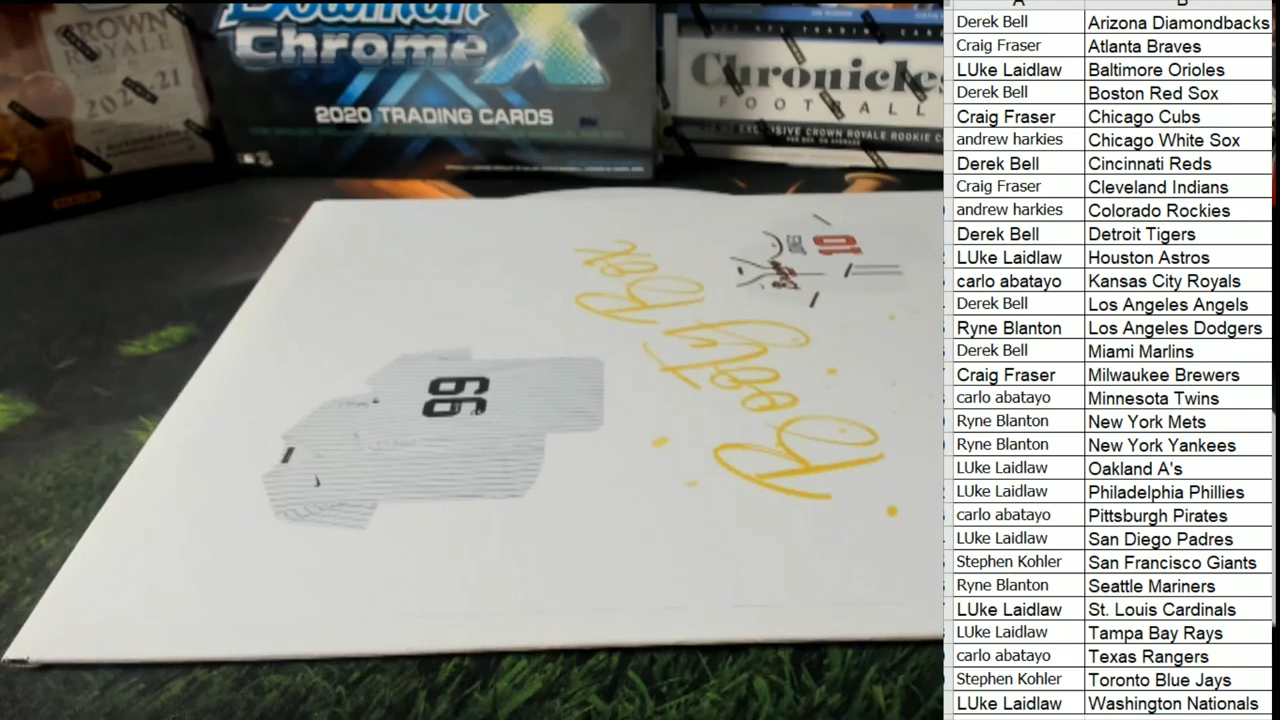 CROWN
ROYALE
2020-21
PANINI
Bowman
Chrome X
2020 TRADING CARDS
Chronicles
FOOTBALL
EXCLUSIVE CROWN ROYALE ROOKIE
99
10
A B
Derek Bell Arizona Diamondbacks
Craig Fraser Atlanta Braves
LUke Laidlaw Baltimore Orioles
Derek Bell Boston Red Sox
Craig Fraser Chicago Cubs
andrew harkies Chicago White Sox
Derek Bell Cincinnati Reds
Craig Fraser Cleveland Indians
andrew harkies Colorado Rockies
Derek Bell Detroit Tigers
LUke Laidlaw Houston Astros
carlo abatayo Kansas City Royals
Derek Bell Los Angeles Angels
Ryne Blanton Los Angeles Dodgers
Derek Bell Miami Marlins
Craig Fraser Milwaukee Brewers
carlo abatayo Minnesota Twins
Ryne Blanton New York Mets
Ryne Blanton New York Yankees
LUke Laidlaw Oakland A's
LUke Laidlaw Philadelphia Phillies
carlo abatayo Pittsburgh Pirates
LUke Laidlaw San Diego Padres
Stephen Kohler San Francisco Giants
Ryne Blanton Seattle Mariners
LUke Laidlaw St. Louis Cardinals
LUke Laidlaw Tampa Bay Rays
carlo abatayo Texas Rangers
Stephen Kohler Toronto Blue Jays
LUke Laidlaw Washington Nationals